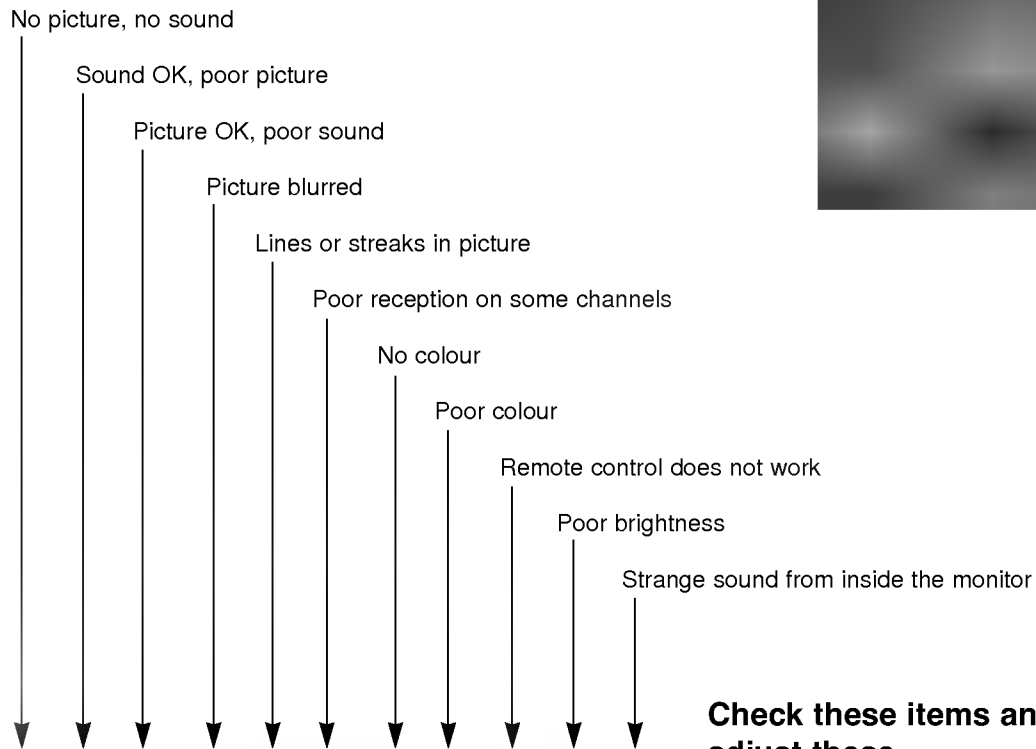 No picture, no sound
Sound OK, poor picture
Picture OK, poor sound
Picture blurred
Lines or streaks in picture
Poor reception on some channels
No colour
Poor colour
Remote control does not work
Poor brightness
Strange sound from inside the monitor
Check these items an